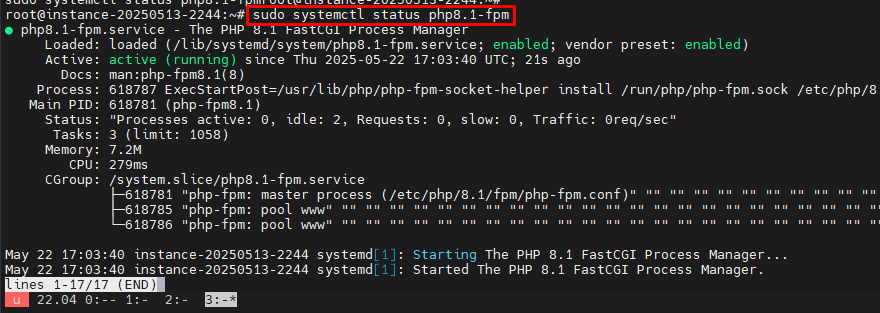 sudo systemctl status php8.1-fpmroot@instance-20250513-2244:~#
root@instance-20250513-2244:~# sudo systemctl status php8.1-fpm
● php8.1-fpm.service - The PHP 8.1 FastCGI Process Manager
Loaded: loaded (/lib/systemd/system/php8.1-fpm.service; enabled; vendor preset: enabled)
Active: active (running) since Thu 2025-05-22 17:03:40 UTC; 21s ago
Docs: man:php-fpm8.1(8)
Process: 618787 ExecStartPost=/usr/lib/php/php-fpm-socket-helper install /run/php/php-fpm.sock /etc/php/8
Main PID: 618781 (php-fpm8.1)
Status: "Processes active: 0, idle: 2, Requests: 0, slow: 0, Traffic: 0req/sec"
Tasks: 3 (limit: 1058)
Memory: 7.2M
CPU: 279ms
CGroup: /system.slice/php8.1-fpm.service
├─618781 "php-fpm: master process (/etc/php/8.1/fpm/php-fpm.conf)" "" "" "" "" "" "" "" "" "" ""
├─618785 "php-fpm: pool www" "" "" "" "" "" "" "" "" "" "" "" "" "" "" "" "" "" "" "" "" "" ""
└─618786 "php-fpm: pool www" "" "" "" "" "" "" "" "" "" "" "" "" "" "" "" "" "" "" "" "" "" ""
May 22 17:03:40 instance-20250513-2244 systemd[1]: Starting The PHP 8.1 FastCGI Process Manager...
May 22 17:03:40 instance-20250513-2244 systemd[1]: Started The PHP 8.1 FastCGI Process Manager.
lines 1-17/17 (END)
u 22.04 0:-- 1:- 2:- 3:-*